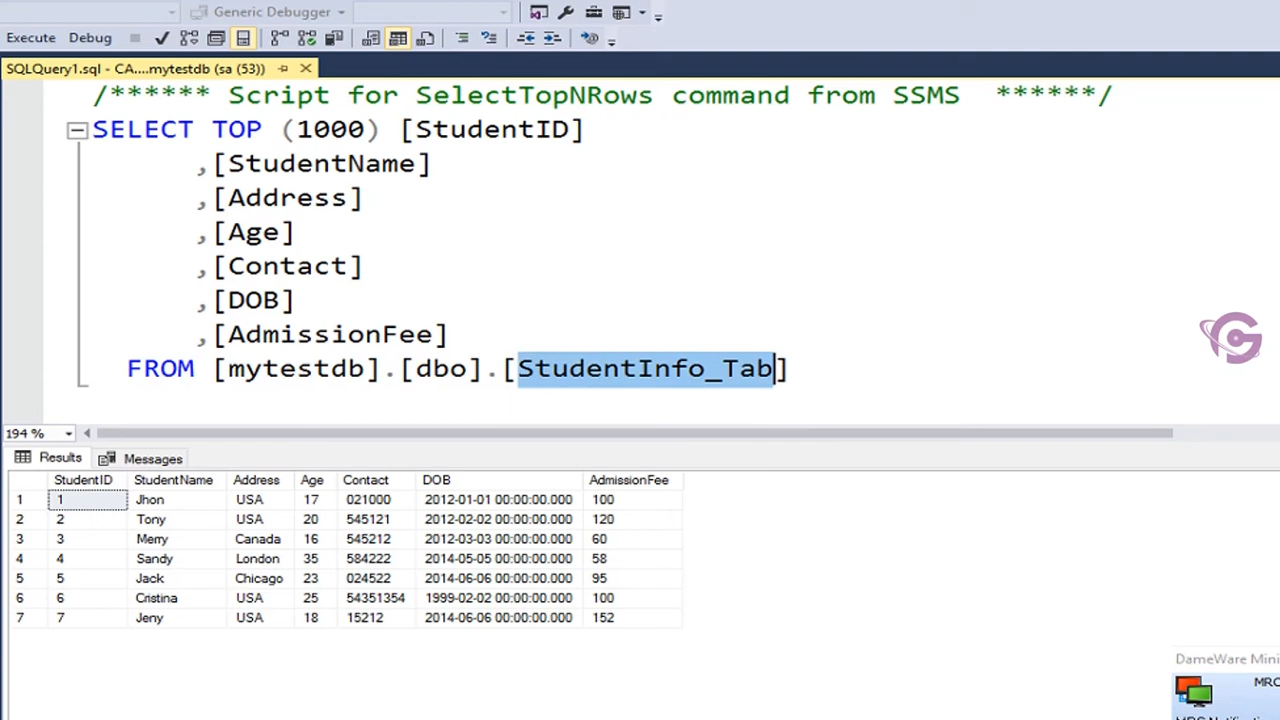 Generic Debugger
Execute Debug
SQLQuery1.sql - CA....mytestdb (sa (53))
/****** Script for SelectTopNRows command from SSMS ******/
SELECT TOP (1000) [StudentID]
,[StudentName]
,[Address]
,[Age]
,[Contact]
,[DOB]
,[AdmissionFee]
FROM [mytestdb].[dbo].[StudentInfo_Tab]
194 %
Results Messages
StudentID StudentName Address Age Contact DOB AdmissionFee
1 1 Jhon USA 17 021000 2012-01-01 00:00:00.000 100
2 2 Tony USA 20 545121 2012-02-02 00:00:00.000 120
3 3 Merry Canada 16 545212 2012-03-03 00:00:00.000 60
4 4 Sandy London 35 584222 2014-05-05 00:00:00.000 58
5 5 Jack Chicago 23 024522 2014-06-06 00:00:00.000 95
6 6 Cristina USA 25 54351354 1999-02-02 00:00:00.000 100
7 7 Jeny USA 18 15212 2014-06-06 00:00:00.000 152
DameWare Mini
MRC